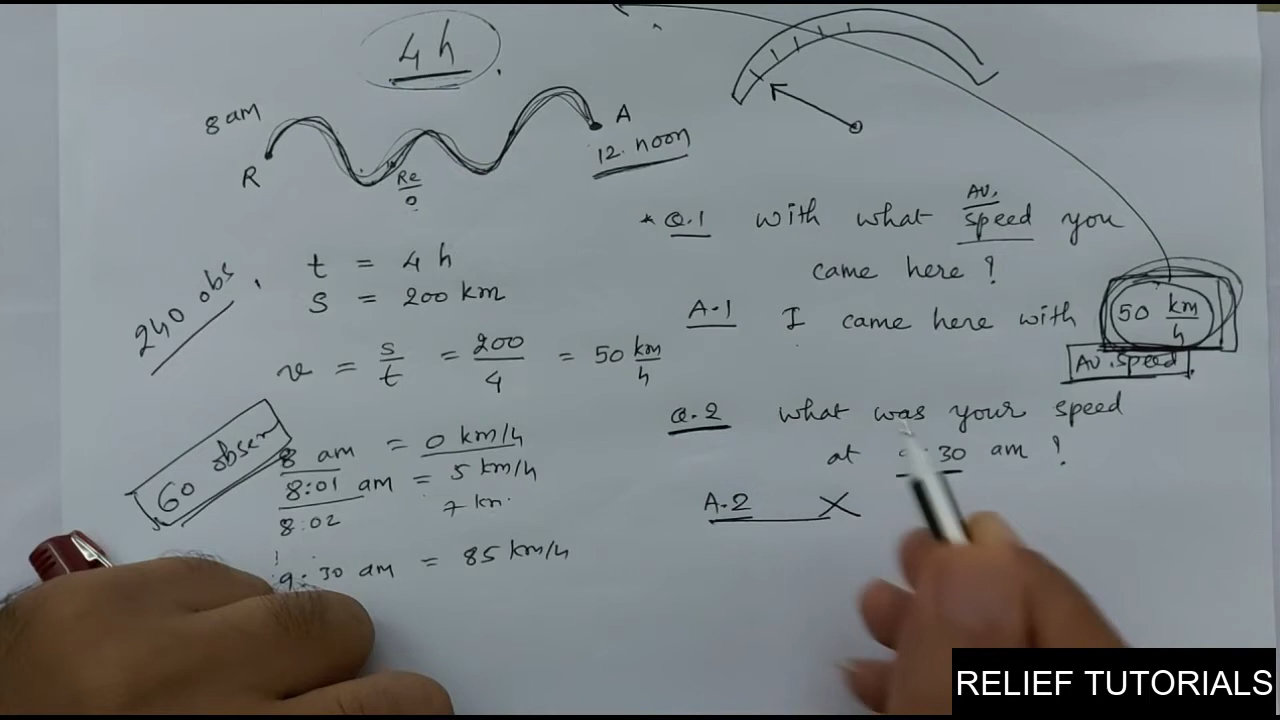 4 h
8 am
R
A
12. noon
Re
0
240 obs.
t = 4 h
S = 200 km
v = s/t = 200/4 = 50 km/h
60 obser
8 am = 0 km/h
8:01 am = 5 km/h
8:02
9:30 am = 85 km/h
* Q.1 With what Av. speed you
came here ?
A.1 I came here with 50 km/h
Av. speed
Q.2 What was your speed
at :30 am ?
A.2 X
RELIEF TUTORIALS